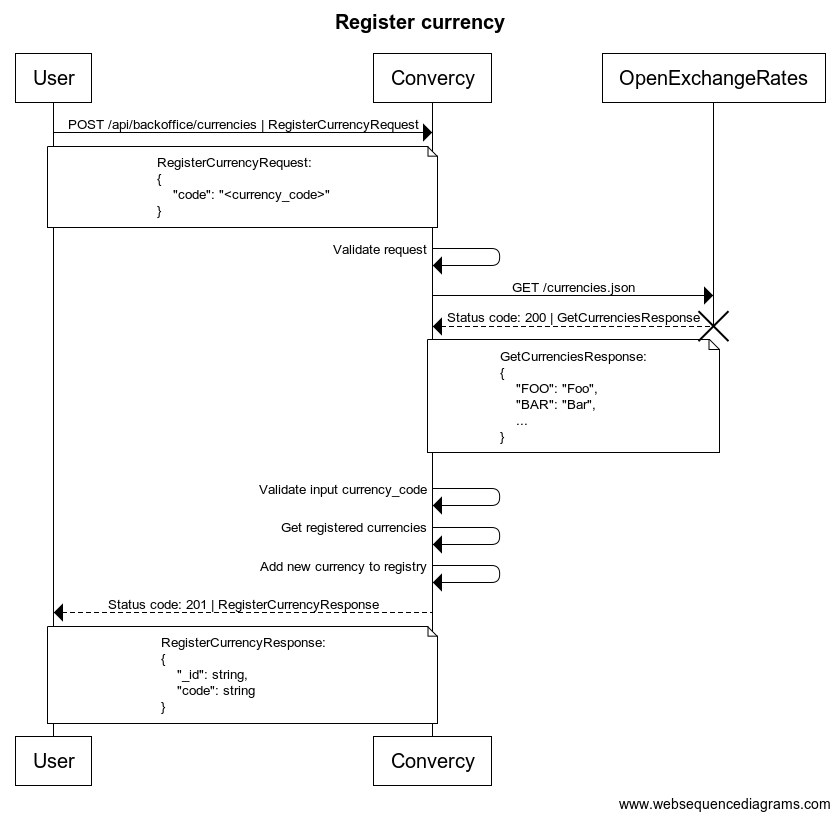 Register currency
User
Convercy
OpenExchangeRates
POST /api/backoffice/currencies | RegisterCurrencyRequest
RegisterCurrencyRequest:
{
"code": "<currency_code>"
}
Validate request
GET /currencies.json
Status code: 200 | GetCurrenciesResponse
GetCurrenciesResponse:
{
"FOO": "Foo",
"BAR": "Bar",
...
}
Validate input currency_code
Get registered currencies
Add new currency to registry
Status code: 201 | RegisterCurrencyResponse
RegisterCurrencyResponse:
{
"_id": string,
"code": string
}
User
Convercy
www.websequencediagrams.com